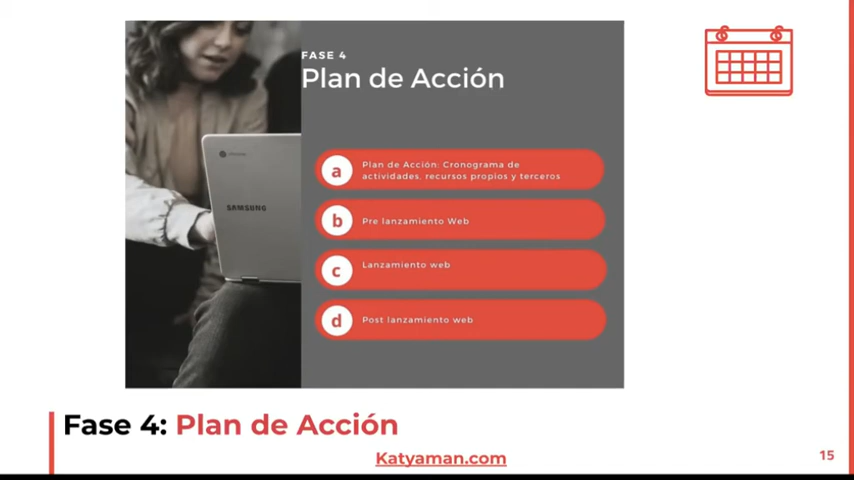 FASE 4
Plan de Acción
a
Plan de Acción: Cronograma de
actividades, recursos propios y terceros
b
Pre lanzamiento Web
c
Lanzamiento web
d
Post lanzamiento web
SAMSUNG
Fase 4: Plan de Acción
Katyaman.com
15